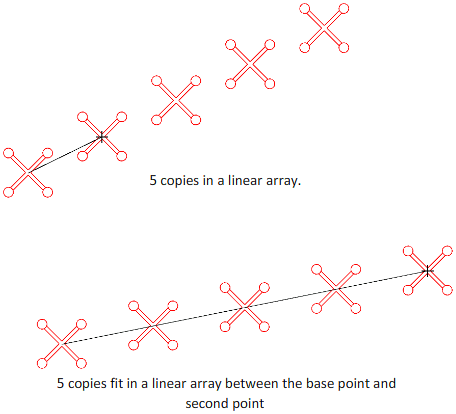 5 copies in a linear array.
5 copies fit in a linear array between the base point and
second point